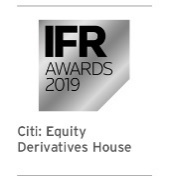 IFR
AWARDS
2019
Citi: Equity
Derivatives House